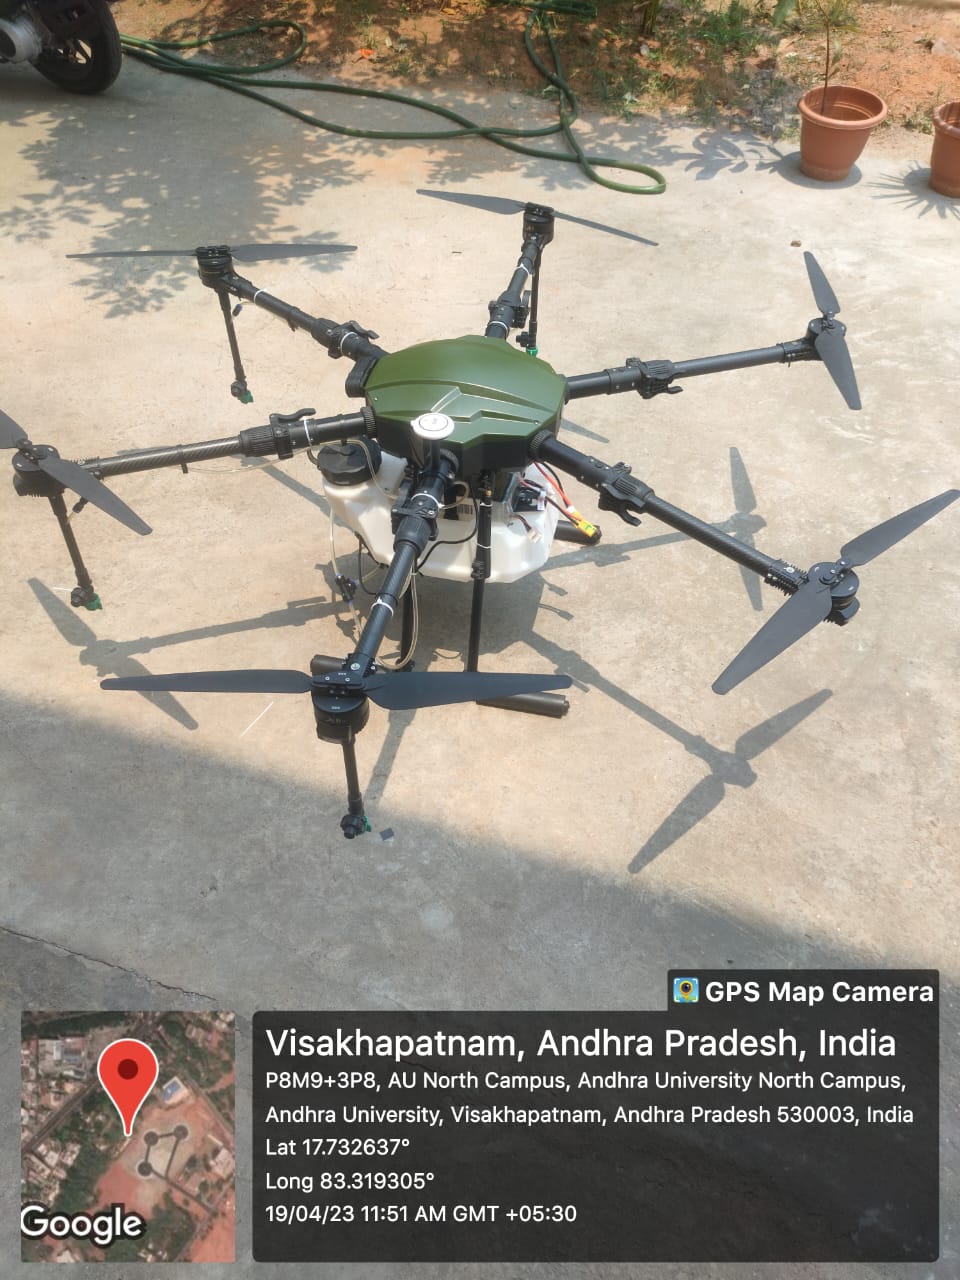 GPS Map Camera
Visakhapatnam, Andhra Pradesh, India
P8M9+3P8, AU North Campus, Andhra University North Campus,
Andhra University, Visakhapatnam, Andhra Pradesh 530003, India
Lat 17.732637°
Long 83.319305°
19/04/23 11:51 AM GMT +05:30
Google